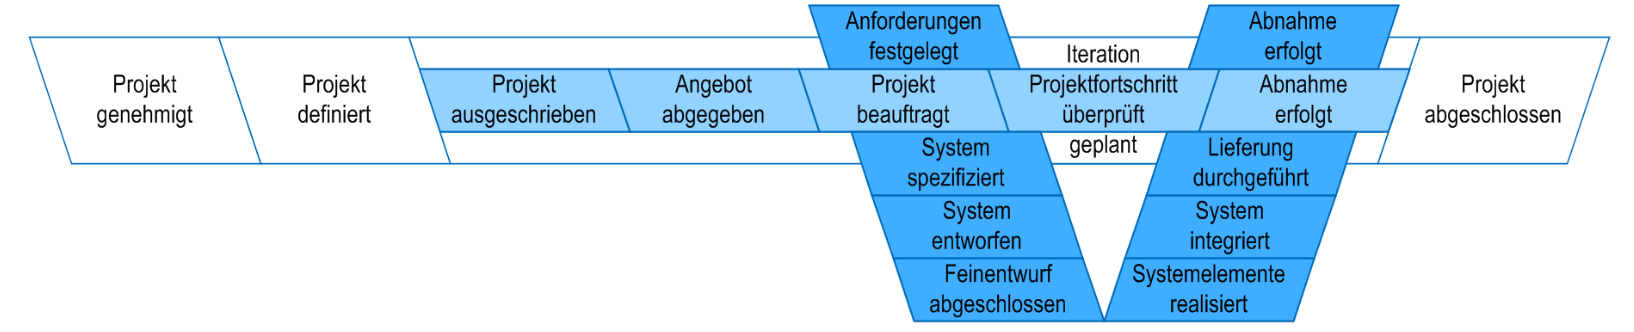 Projekt
genehmigt
Projekt
definiert
Projekt
ausgeschrieben
Angebot
abgegeben
Anforderungen
festgelegt
Projekt
beauftragt
System
spezifiziert
System
entworfen
Feinentwurf
abgeschlossen
Iteration
Projektfortschritt
überprüft
geplant
Abnahme
erfolgt
Abnahme
erfolgt
Lieferung
durchgeführt
System
integriert
Systemelemente
realisiert
Projekt
abgeschlossen